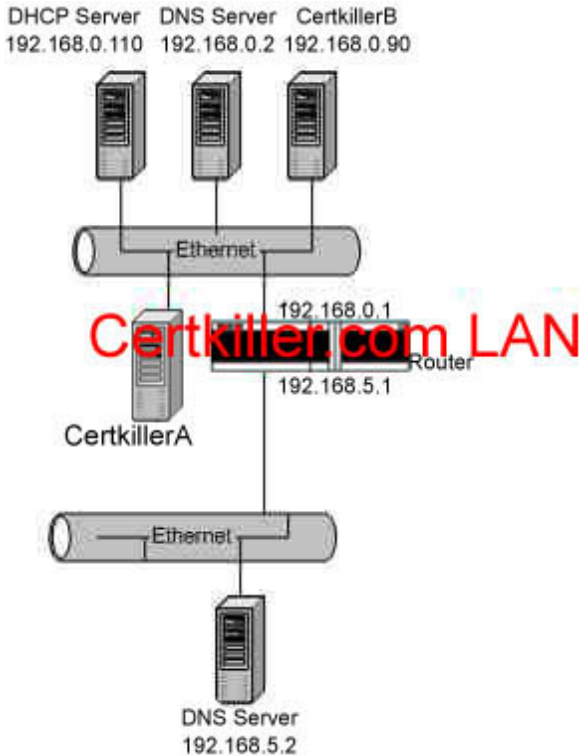 DHCP Server
192.168.0.110
DNS Server
192.168.0.2
CertkillerB
192.168.0.90
Ethernet
192.168.0.1
Certkiller.com LAN
Router
192.168.5.1
CertkillerA
Ethernet
DNS Server
192.168.5.2